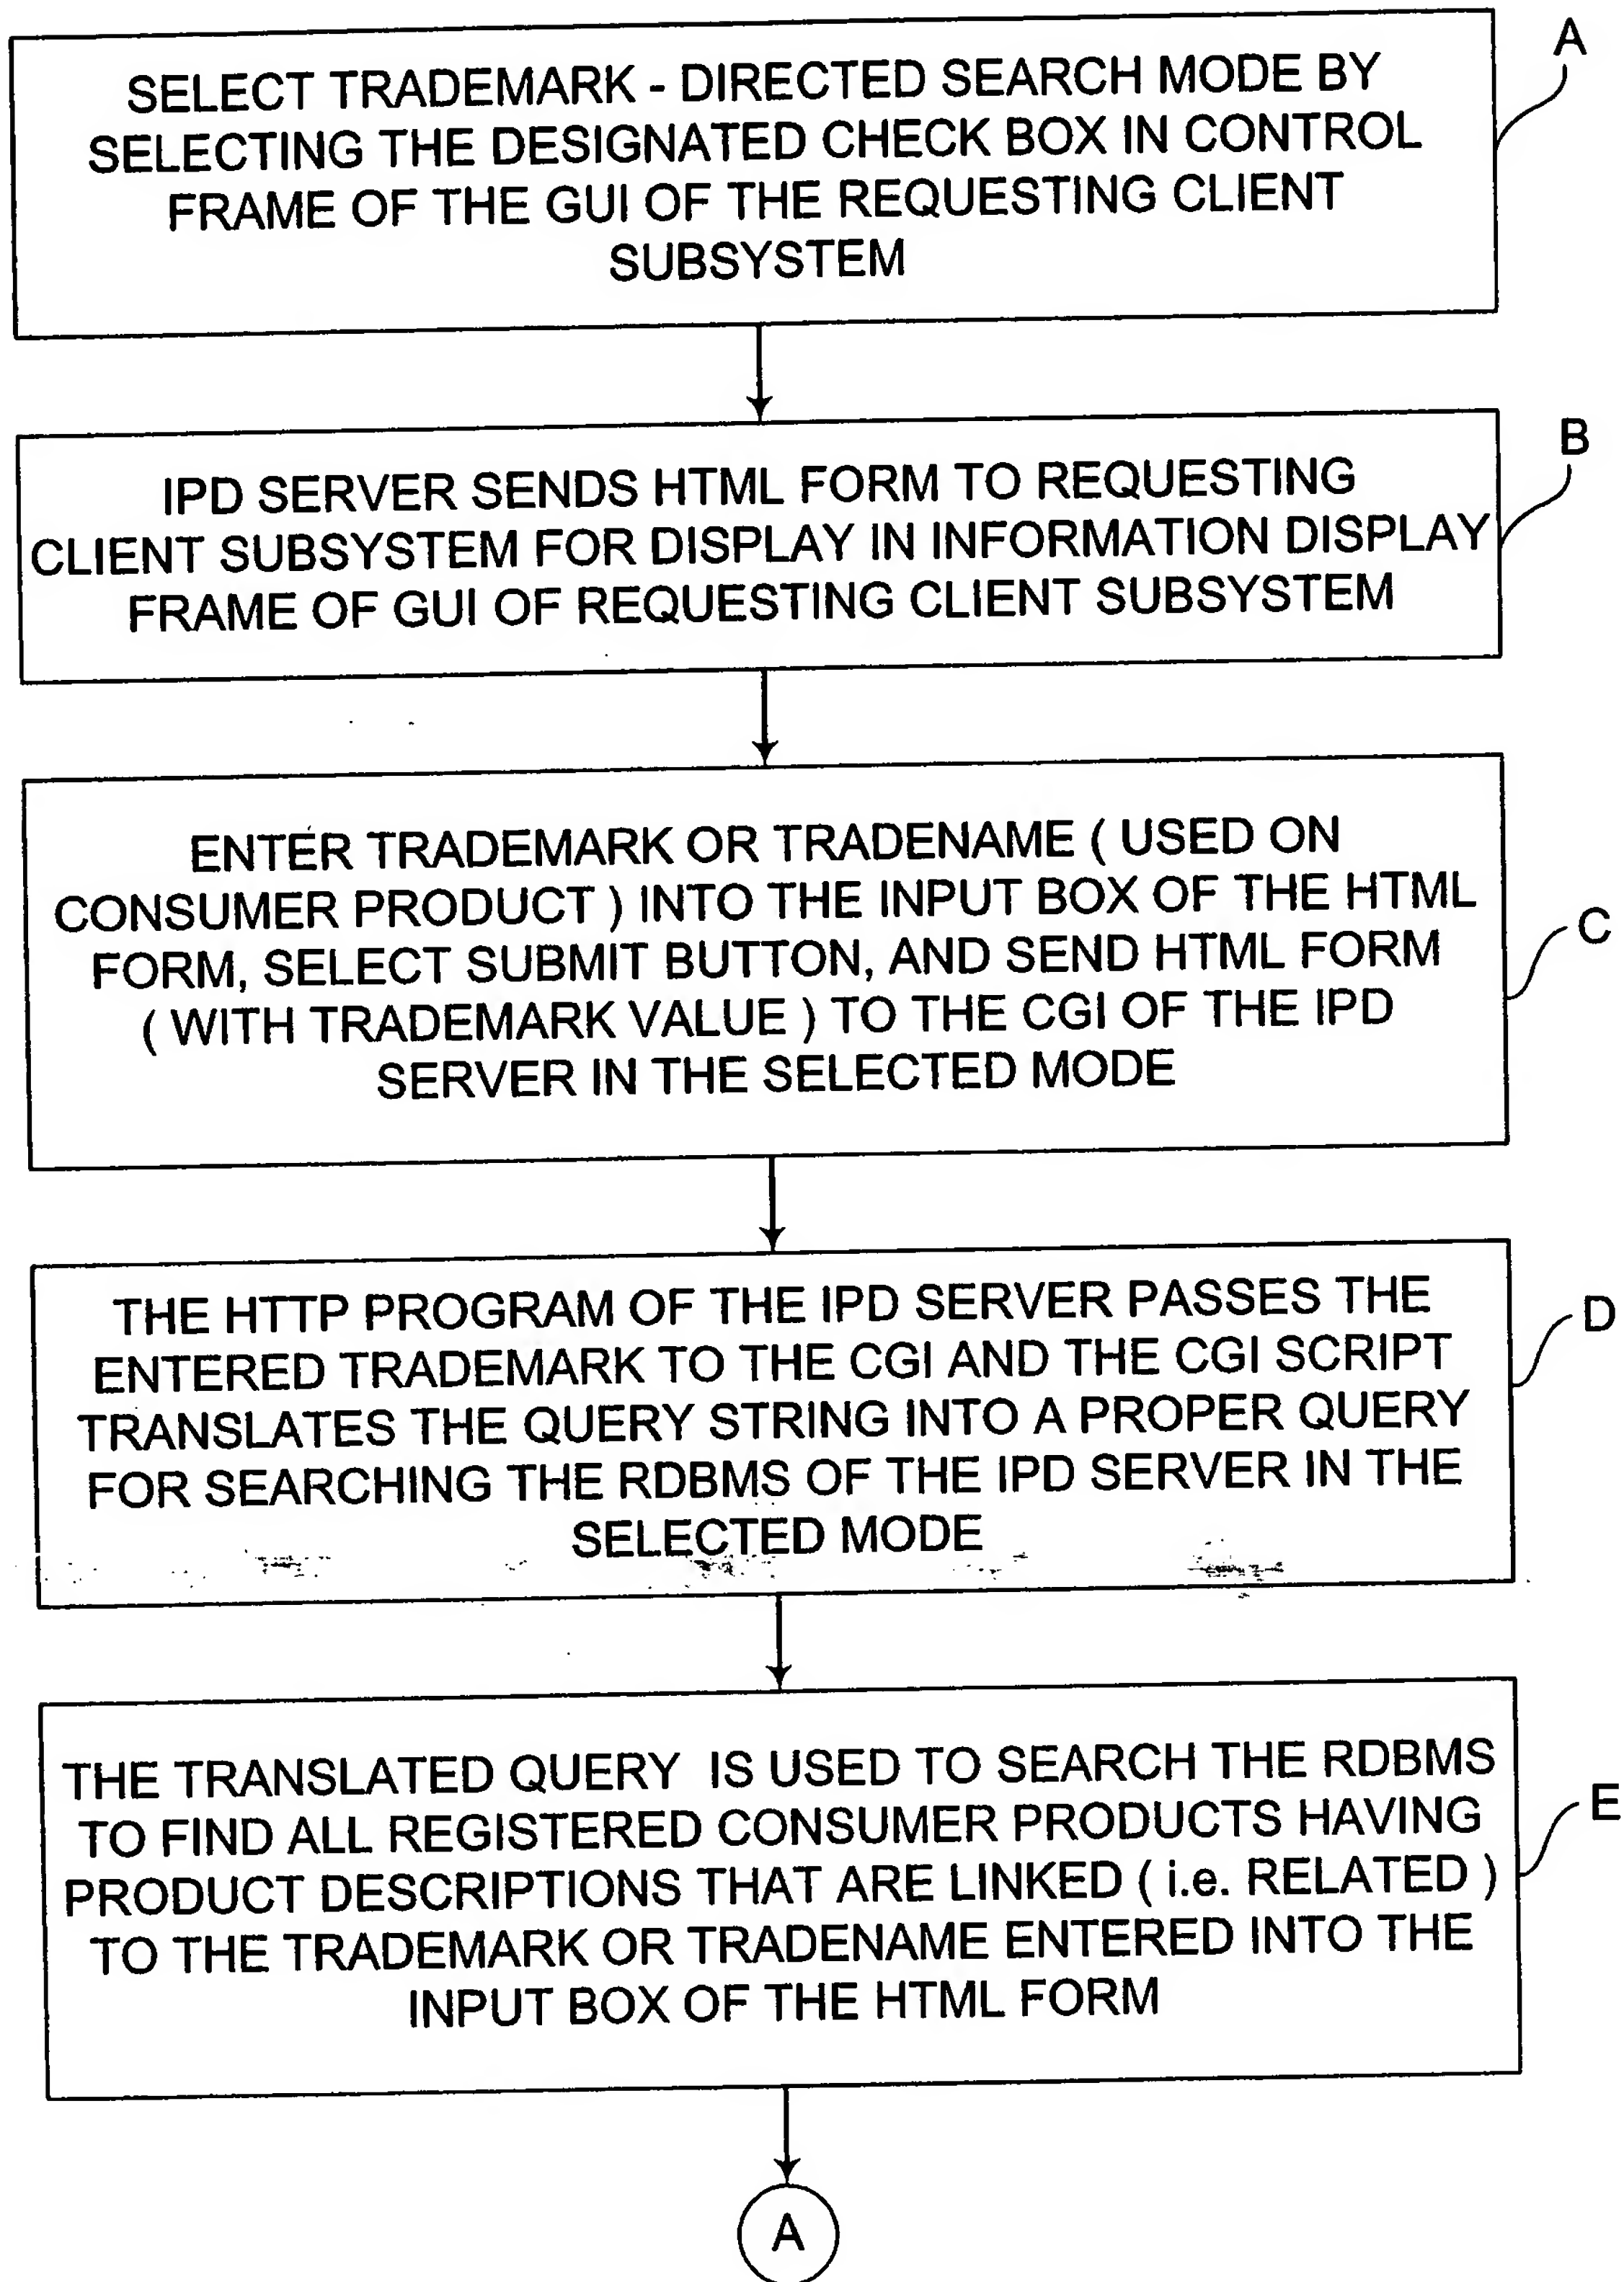 A
SELECT TRADEMARK - DIRECTED SEARCH MODE BY
SELECTING THE DESIGNATED CHECK BOX IN CONTROL
FRAME OF THE GUI OF THE REQUESTING CLIENT
SUBSYSTEM
B
IPD SERVER SENDS HTML FORM TO REQUESTING
CLIENT SUBSYSTEM FOR DISPLAY IN INFORMATION DISPLAY
FRAME OF GUI OF REQUESTING CLIENT SUBSYSTEM
ENTER TRADEMARK OR TRADENAME ( USED ON
CONSUMER PRODUCT ) INTO THE INPUT BOX OF THE HTML
FORM, SELECT SUBMIT BUTTON, AND SEND HTML FORM
( WITH TRADEMARK VALUE ) TO THE CGI OF THE IPD
SERVER IN THE SELECTED MODE
C
THE HTTP PROGRAM OF THE IPD SERVER PASSES THE
ENTERED TRADEMARK TO THE CGI AND THE CGI SCRIPT
TRANSLATES THE QUERY STRING INTO A PROPER QUERY
FOR SEARCHING THE RDBMS OF THE IPD SERVER IN THE
SELECTED MODE
D
THE TRANSLATED QUERY IS USED TO SEARCH THE RDBMS
TO FIND ALL REGISTERED CONSUMER PRODUCTS HAVING
PRODUCT DESCRIPTIONS THAT ARE LINKED ( i.e. RELATED )
TO THE TRADEMARK OR TRADENAME ENTERED INTO THE
INPUT BOX OF THE HTML FORM
E
A